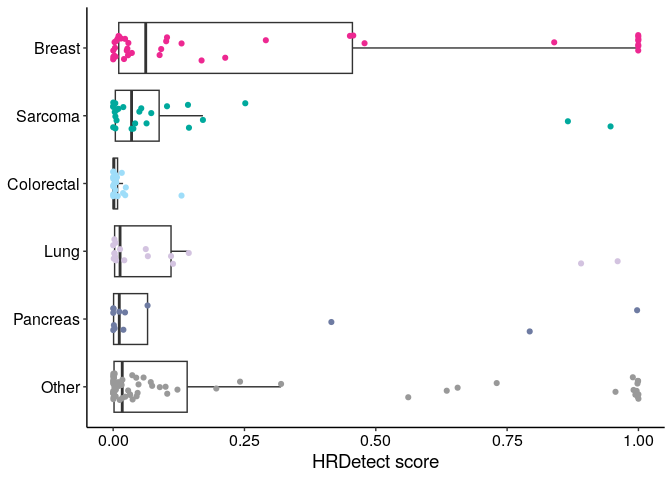 Breast
Sarcoma
Colorectal
Lung
Pancreas
Other
0.00 0.25 0.50 0.75 1.00
HRDetect score